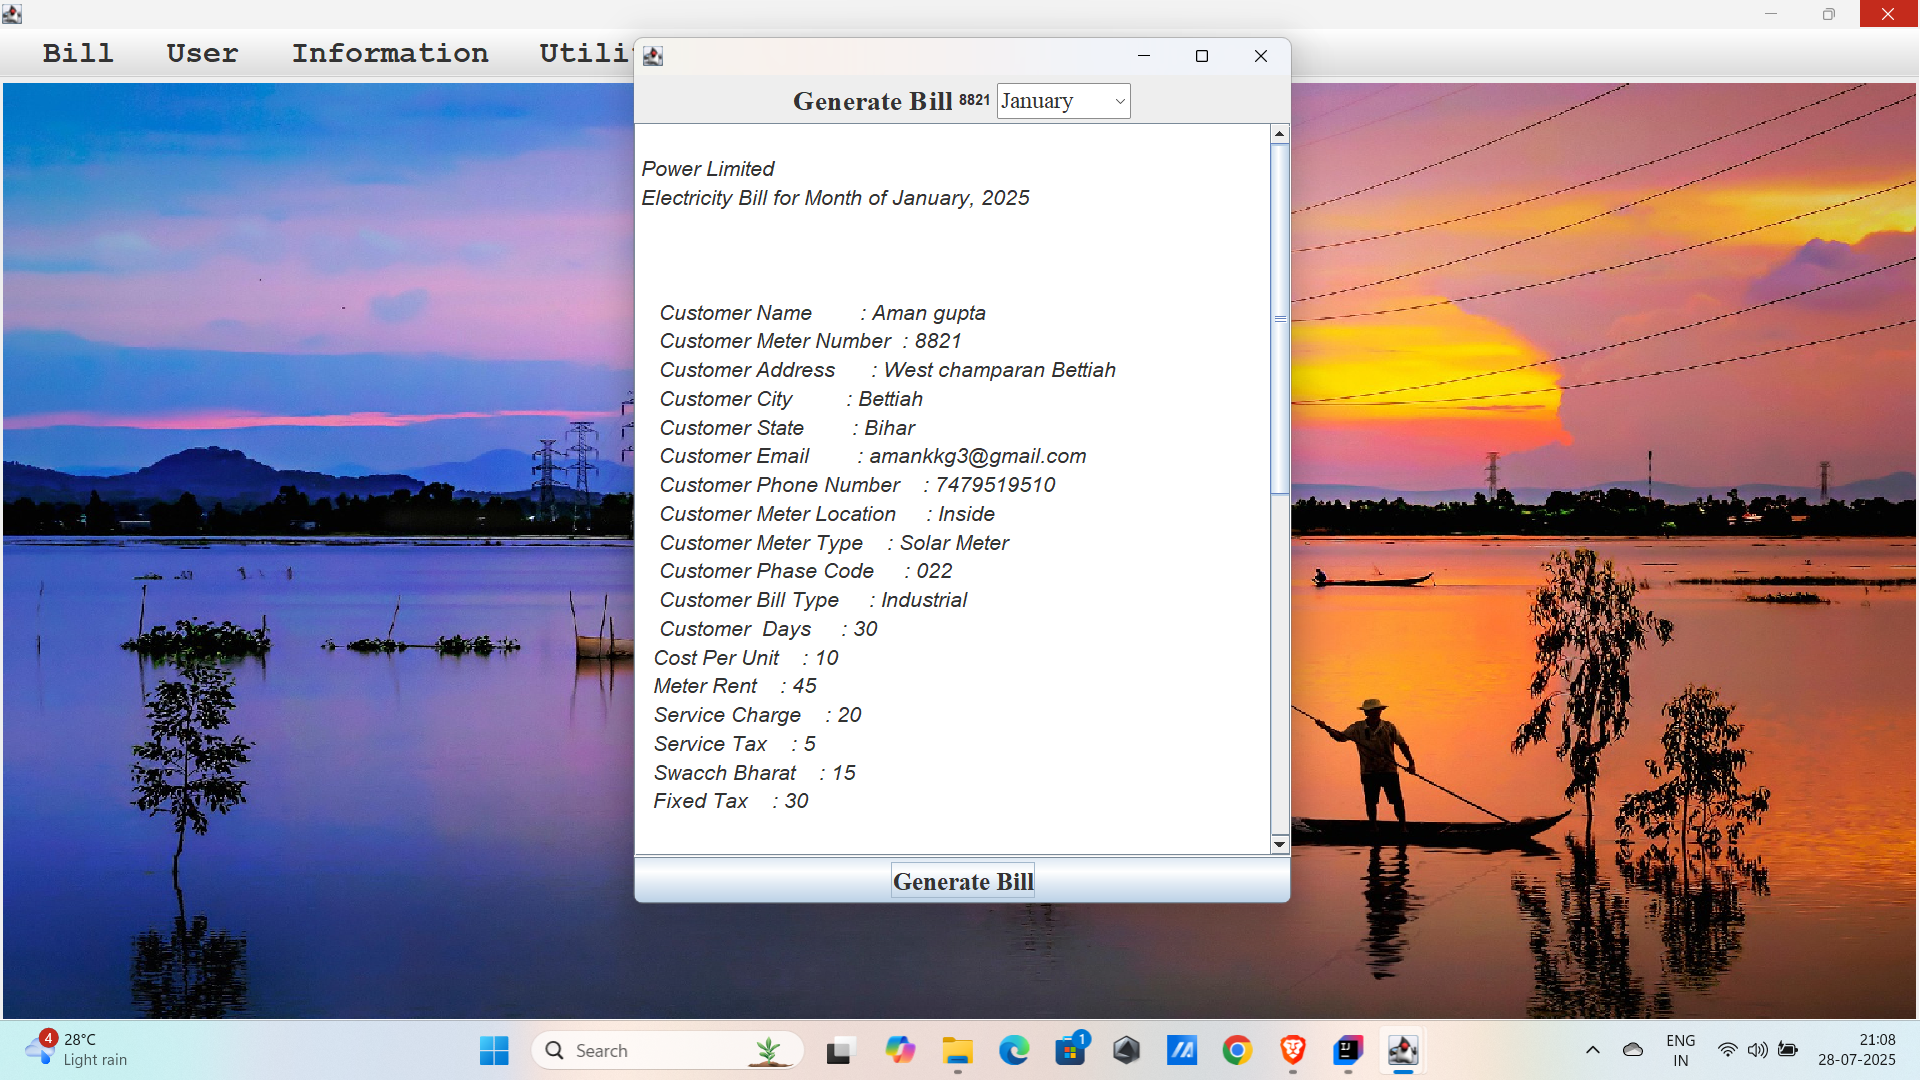 Bill User Information Utili
Generate Bill 8821 January
Power Limited
Electricity Bill for Month of January, 2025
Customer Name : Aman gupta
Customer Meter Number : 8821
Customer Address : West champaran Bettiah
Customer City : Bettiah
Customer State : Bihar
Customer Email : amankkg3@gmail.com
Customer Phone Number : 7479519510
Customer Meter Location : Inside
Customer Meter Type : Solar Meter
Customer Phase Code : 022
Customer Bill Type : Industrial
Customer Days : 30
Cost Per Unit : 10
Meter Rent : 45
Service Charge : 20
Service Tax : 5
Swacch Bharat : 15
Fixed Tax : 30
Generate Bill
4
28°C
Light rain
Search
1
ENG
IN
21:08
28-07-2025